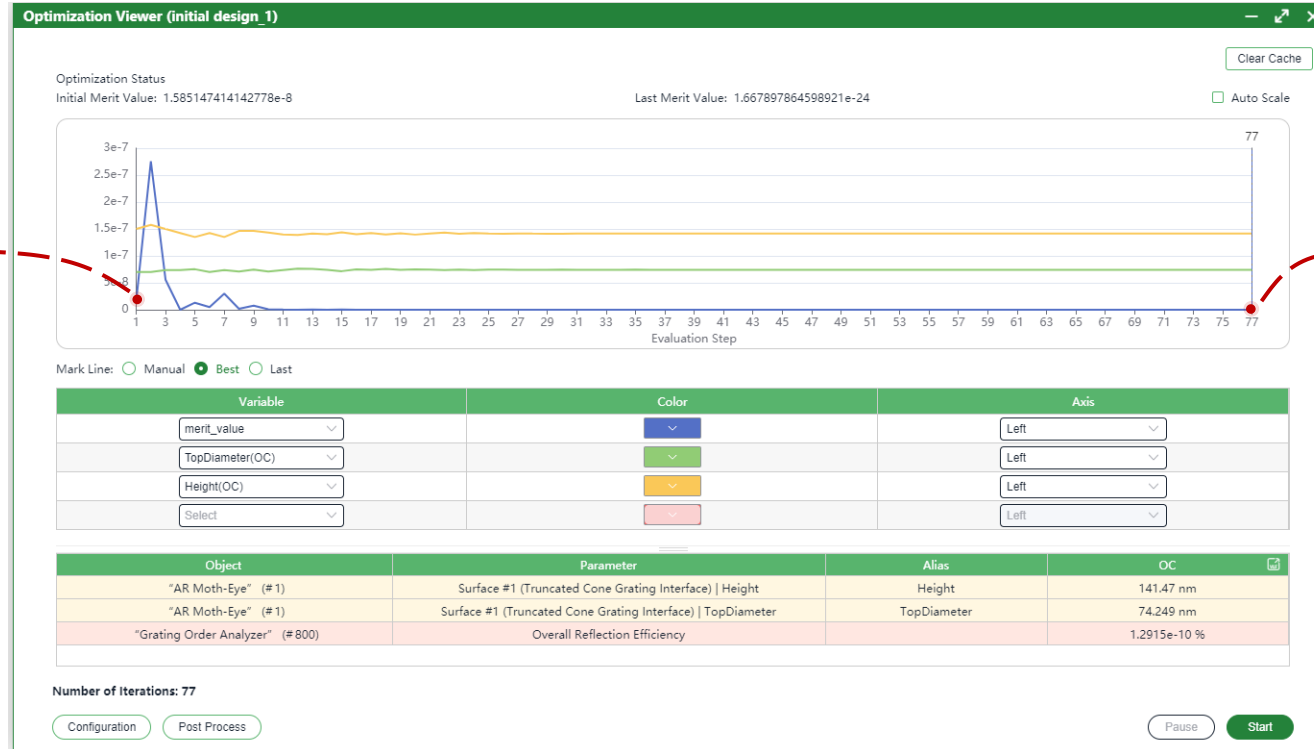 Optimization Viewer (initial design_1)
Clear Cache
Optimization Status
Initial Merit Value: 1.585147414142778e-8 Last Merit Value: 1.667897864598921e-24 Auto Scale
77
3e-7
2.5e-7
2e-7
1.5e-7
1e-7
5e-8
0
1 3 5 7 9 11 13 15 17 19 21 23 25 27 29 31 33 35 37 39 41 43 45 47 49 51 53 55 57 59 61 63 65 67 69 71 73 75 77
Evaluation Step
Mark Line: Manual Best Last
Variable Color Axis
merit_value Left
TopDiameter(OC) Left
Height(OC) Left
Select Left
Object Parameter Alias OC
“AR Moth-Eye” (#1) Surface #1 (Truncated Cone Grating Interface) | Height Height 141.47 nm
“AR Moth-Eye” (#1) Surface #1 (Truncated Cone Grating Interface) | TopDiameter TopDiameter 74.249 nm
“Grating Order Analyzer” (#800) Overall Reflection Efficiency 1.2915e-10 %
Number of Iterations: 77
Configuration Post Process Pause Start